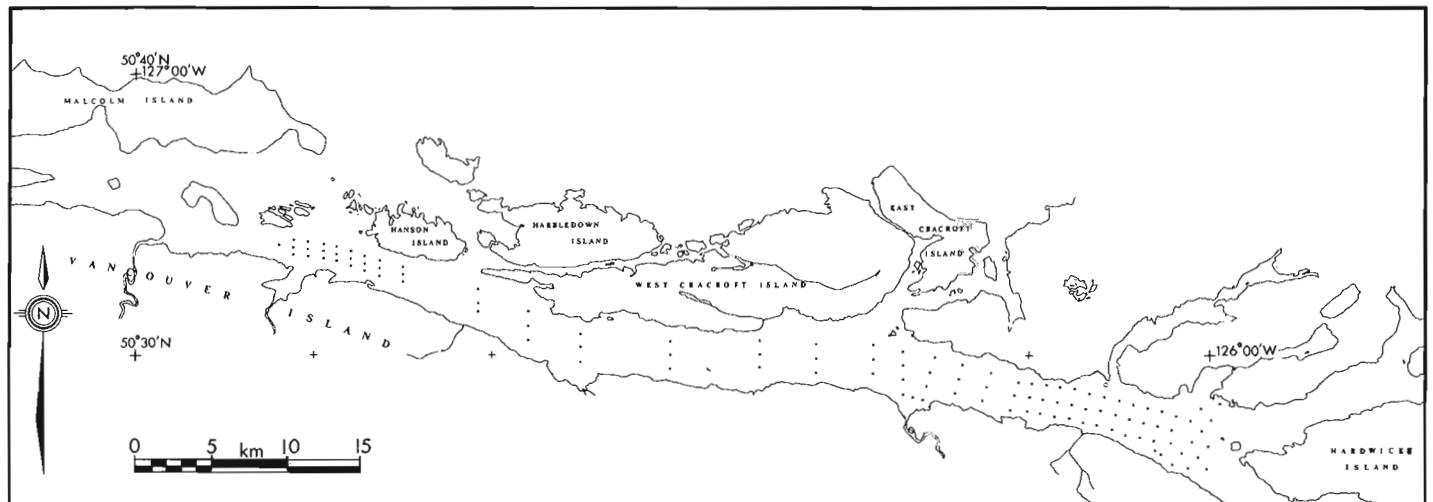 50°40'N
127°00'W
MALCOLM ISLAND
HANSON
ISLAND
HARBLEDOWN
ISLAND
EAST
CRACROFT
ISLAND
WEST CRACROFT ISLAND
VANCOUVER
ISLAND
N
50°30'N
126°00'W
0 5 km 10 15
HARDWICKE
ISLAND